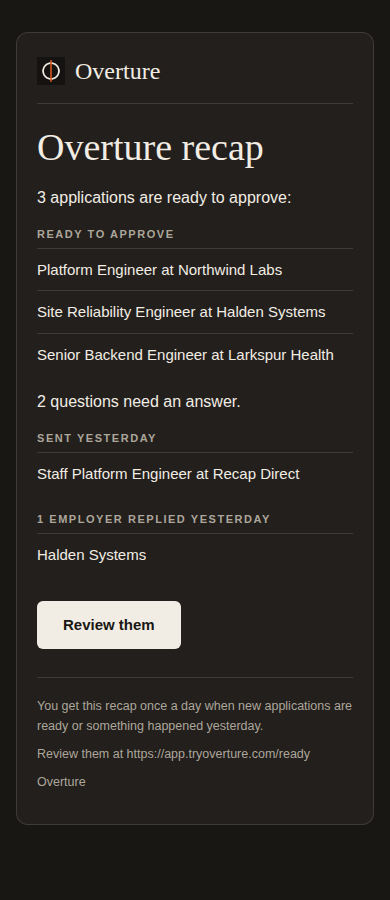 Overture
Overture recap
3 applications are ready to approve:
READY TO APPROVE
Platform Engineer at Northwind Labs
Site Reliability Engineer at Halden Systems
Senior Backend Engineer at Larkspur Health
2 questions need an answer.
SENT YESTERDAY
Staff Platform Engineer at Recap Direct
1 EMPLOYER REPLIED YESTERDAY
Halden Systems
Review them
You get this recap once a day when new applications are
ready or something happened yesterday.
Review them at https://app.tryoverture.com/ready
Overture